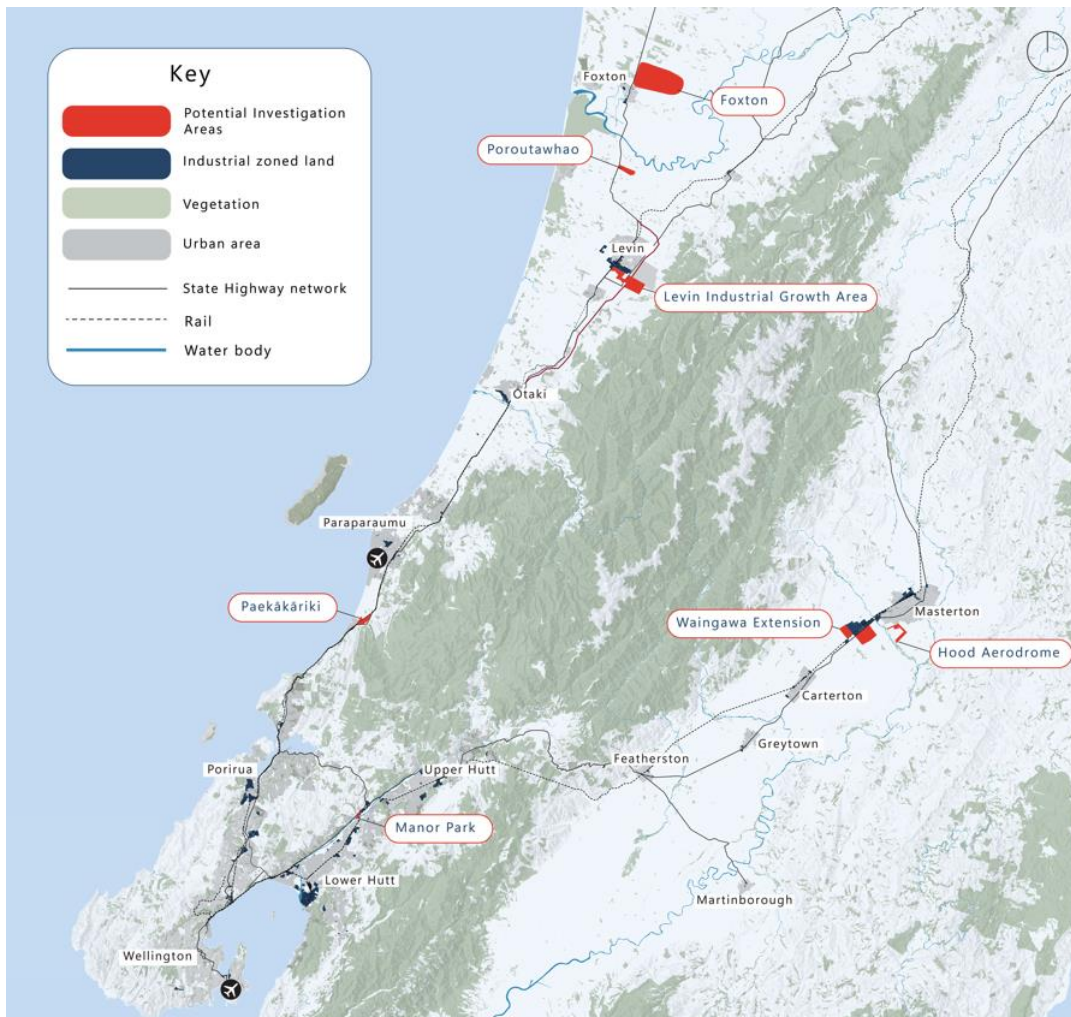 Key
Potential Investigation
Areas
Industrial zoned land
Vegetation
Urban area
State Highway network
Rail
Water body
Foxton
Foxton
Poroutawhao
Levin
Levin Industrial Growth Area
Ōtaki
Paraparaumu
Paekākāriki
Masterton
Waingawa Extension
Hood Aerodrome
Carterton
Greytown
Featherston
Upper Hutt
Porirua
Manor Park
Lower Hutt
Martinborough
Wellington